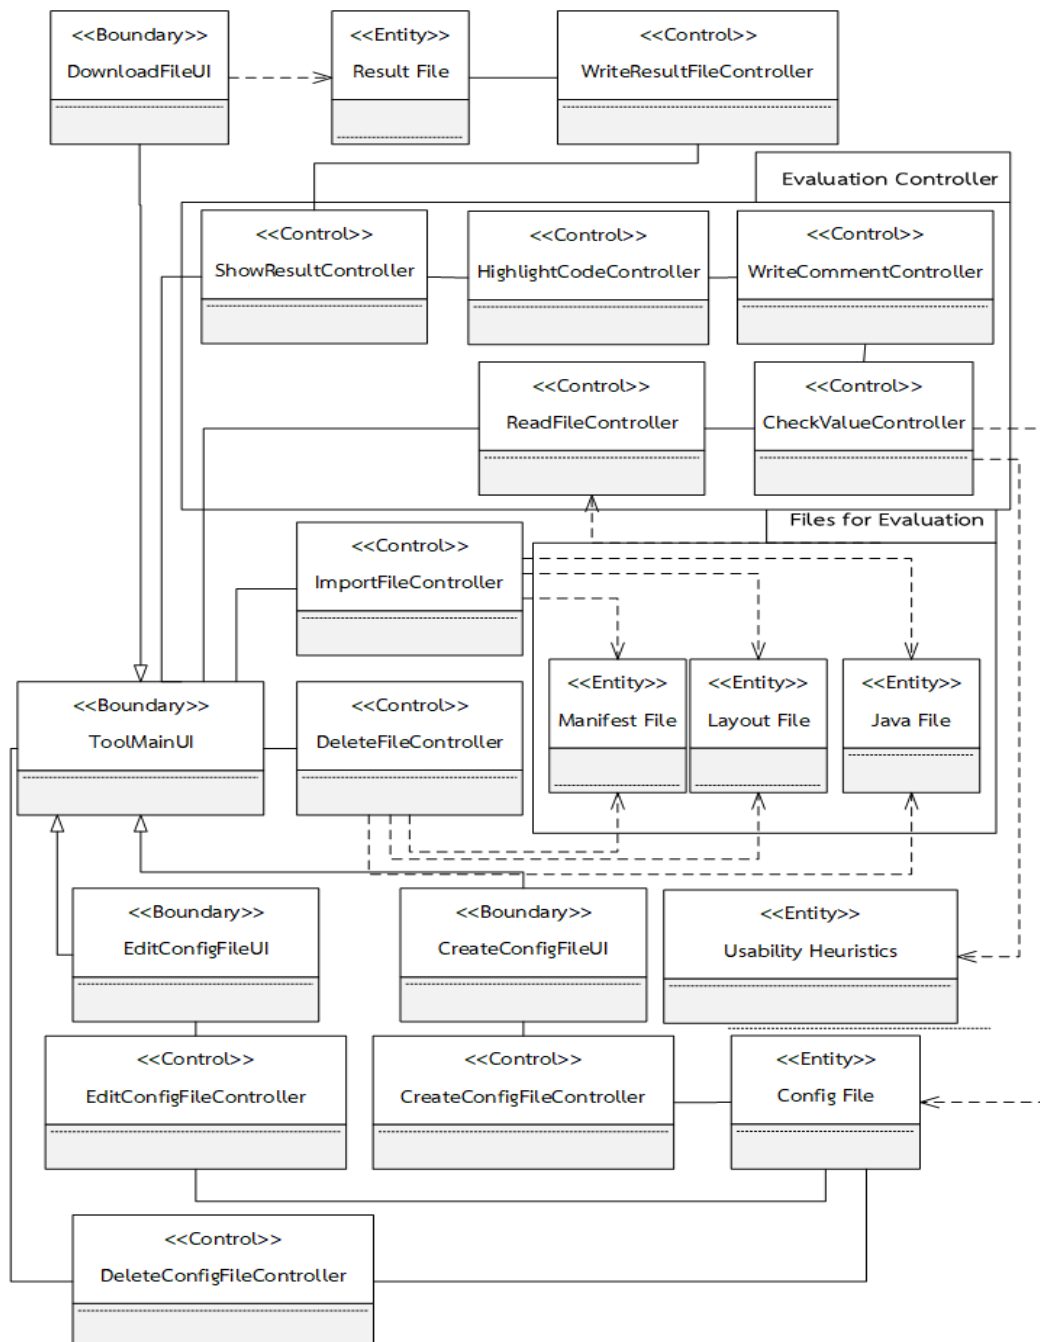 <<Boundary>>
DownloadFileUI
<<Entity>>
Result File
<<Control>>
WriteResultFileController
Evaluation Controller
<<Control>>
ShowResultController
<<Control>>
HighlightCodeController
<<Control>>
WriteCommentController
<<Control>>
ReadFileController
<<Control>>
CheckValueController
Files for Evaluation
<<Control>>
ImportFileController
<<Entity>>
Manifest File
<<Entity>>
Layout File
<<Entity>>
Java File
<<Boundary>>
ToolMainUI
<<Control>>
DeleteFileController
<<Boundary>>
EditConfigFileUI
<<Boundary>>
CreateConfigFileUI
<<Entity>>
Usability Heuristics
<<Control>>
EditConfigFileController
<<Control>>
CreateConfigFileController
<<Entity>>
Config File
<<Control>>
DeleteConfigFileController